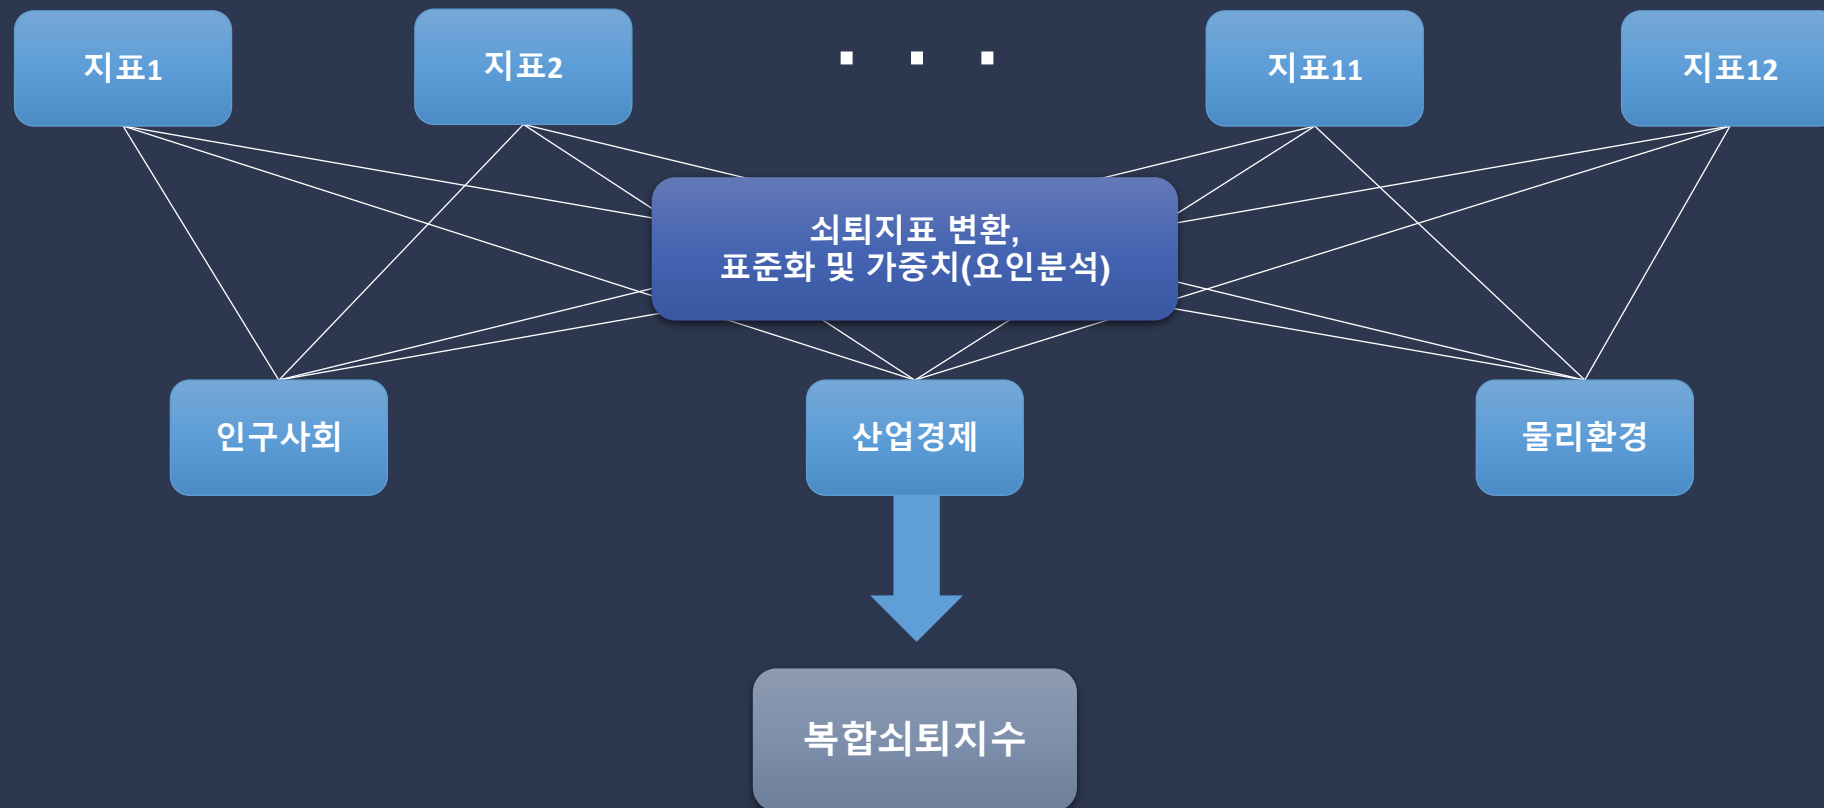 지표1
지표2
. . .
지표11
지표12
쇠퇴지표 변환,
표준화 및 가중치(요인분석)
인구사회
산업경제
물리환경
복합쇠퇴지수